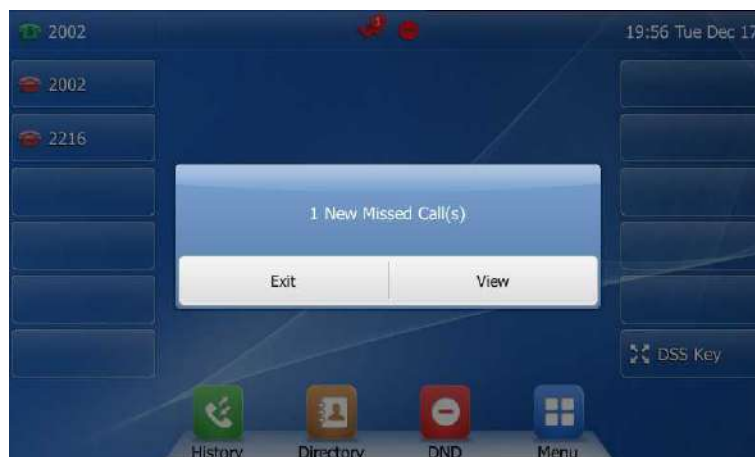 2002
1
19:56 Tue Dec 17
2002
2216
1 New Missed Call(s)
Exit
View
DSS Key
History
Directory
DND
Menu